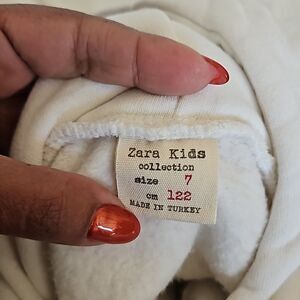 Zara Kids
collection
size 7
cm 122
MADE IN TURKEY